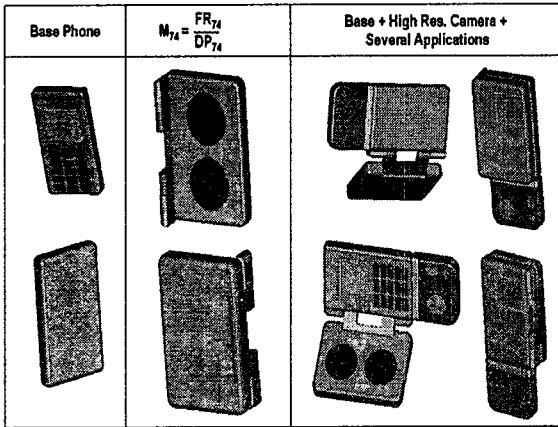 Base Phone
M74 = FR74
DP74
Base + High Res. Camera +
Several Applications